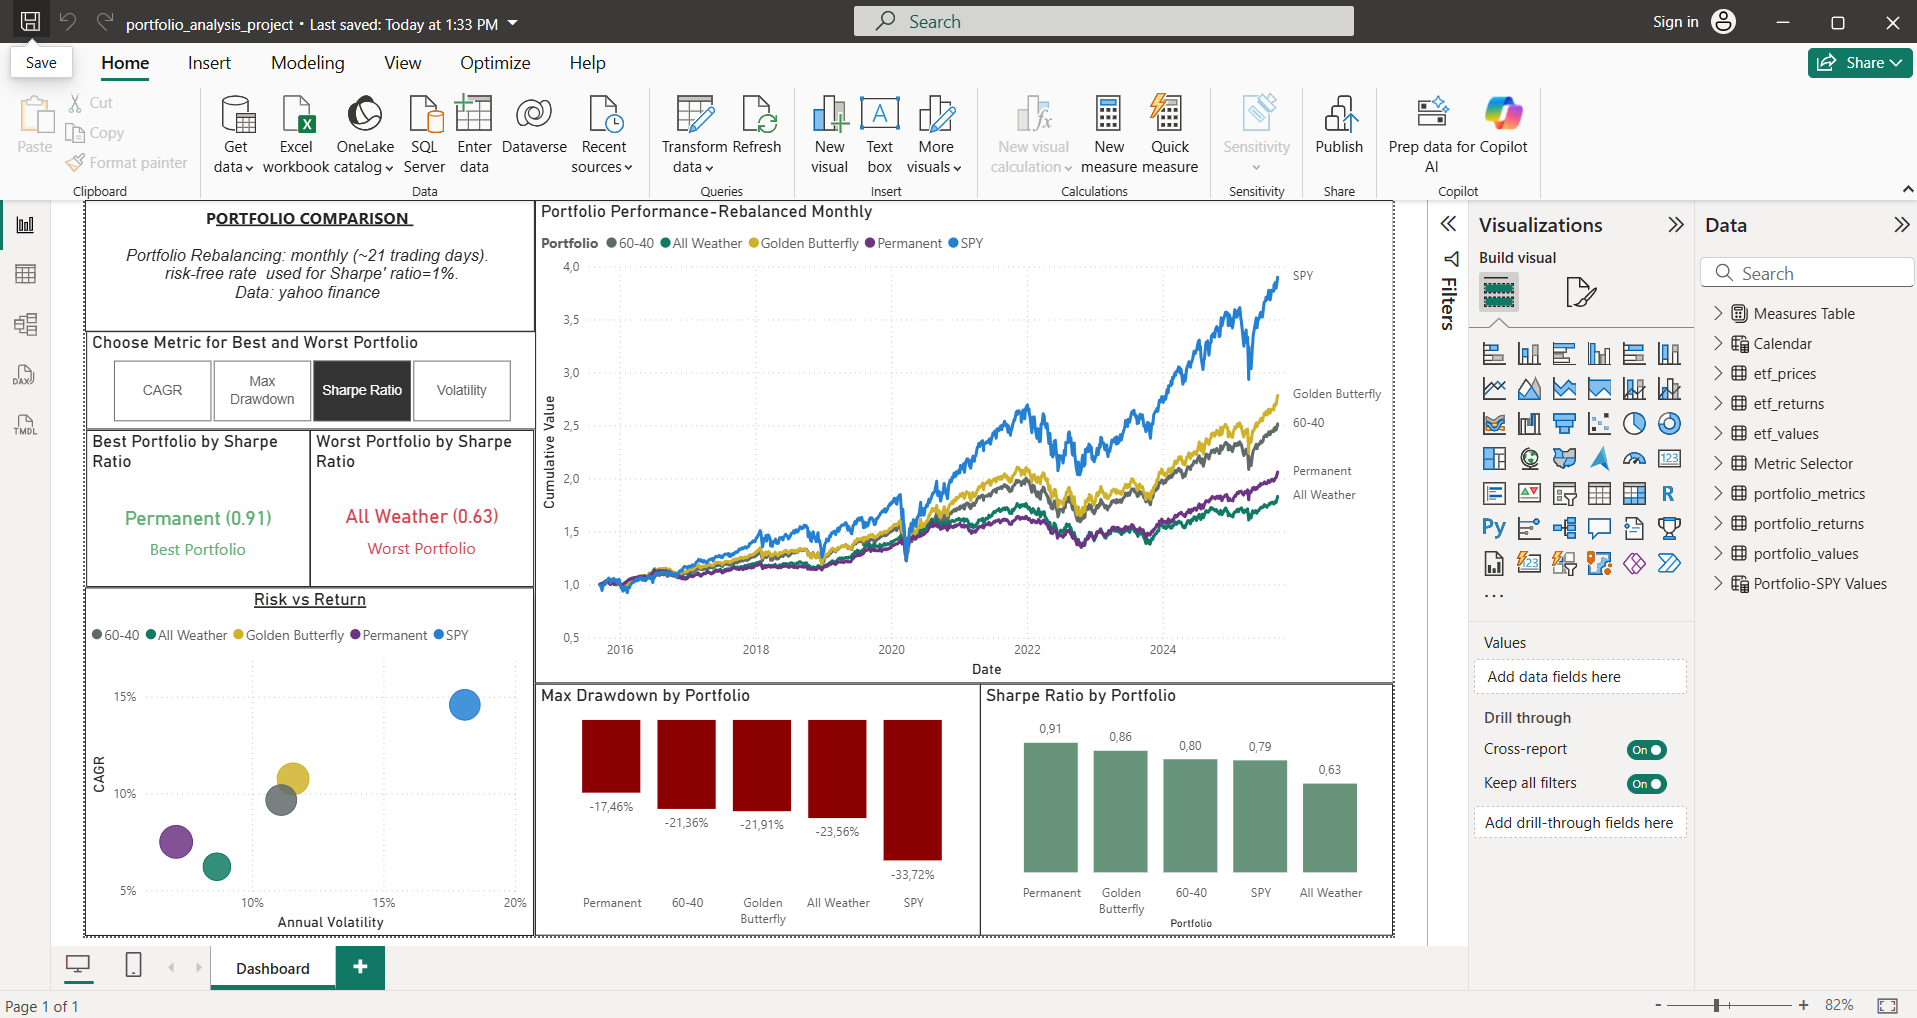 portfolio_analysis_project • Last saved: Today at 1:33 PM
Search
Sign in
Save
Home
Insert
Modeling
View
Optimize
Help
Share
Paste
Cut
Copy
Format painter
Clipboard
Get data
Excel workbook
OneLake catalog
SQL Server
Enter data
Dataverse
Recent sources
Data
Transform data
Refresh
Queries
New visual
Text box
More visuals
Insert
New visual calculation
New measure
Quick measure
Calculations
Sensitivity
Sensitivity
Publish
Share
Prep data for AI
Copilot
Copilot
PORTFOLIO COMPARISON
Portfolio Rebalancing: monthly (~21 trading days).
risk-free rate used for Sharpe' ratio=1%.
Data: yahoo finance
Choose Metric for Best and Worst Portfolio
CAGR
Max Drawdown
Sharpe Ratio
Volatility
Best Portfolio by Sharpe
Ratio
Permanent (0.91)
Best Portfolio
Worst Portfolio by Sharpe
Ratio
All Weather (0.63)
Worst Portfolio
Risk vs Return
60-40 All Weather Golden Butterfly Permanent SPY
15%
10%
5%
CAGR
10% 15% 20%
Annual Volatility
Portfolio Performance-Rebalanced Monthly
Portfolio 60-40 All Weather Golden Butterfly Permanent SPY
4,0
3,5
3,0
2,5
2,0
1,5
1,0
0,5
Cumulative Value
SPY
Golden Butterfly
60-40
Permanent
All Weather
2016 2018 2020 2022 2024
Date
Max Drawdown by Portfolio
-17,46%
-21,36%
-21,91%
-23,56%
-33,72%
Permanent
60-40
Golden Butterfly
All Weather
SPY
Sharpe Ratio by Portfolio
0,91
0,86
0,80
0,79
0,63
Permanent
Golden Butterfly
60-40
SPY
All Weather
Portfolio
Filters
Visualizations
Build visual
123
R
Py
123
...
Values
Add data fields here
Drill through
Cross-report
On
Keep all filters
On
Add drill-through fields here
Data
Search
Measures Table
Calendar
etf_prices
etf_returns
etf_values
Metric Selector
portfolio_metrics
portfolio_returns
portfolio_values
Portfolio-SPY Values
DAX
TMDL
Dashboard
+
Page 1 of 1
- + 82%